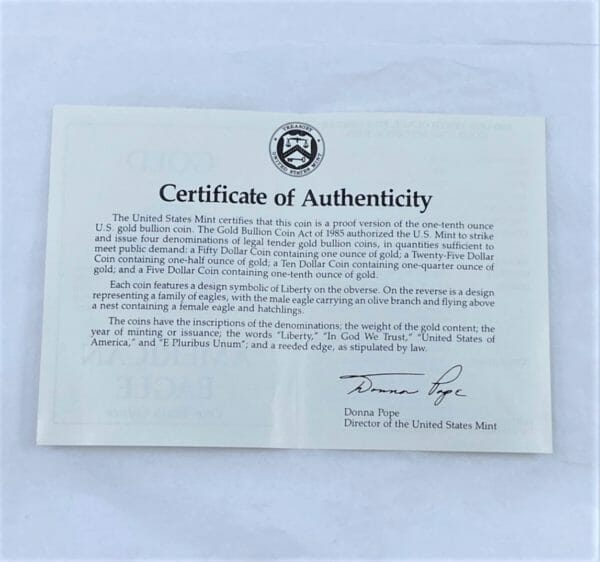 TREASURY
UNITED STATES MINT
Certificate of Authenticity
The United States Mint certifies that this coin is a proof version of the one-tenth ounce
U.S. gold bullion coin. The Gold Bullion Coin Act of 1985 authorized the U.S. Mint to strike
and issue four denominations of legal tender gold bullion coins, in quantities sufficient to
meet public demand: a Fifty Dollar Coin containing one ounce of gold; a Twenty-Five Dollar
Coin containing one-half ounce of gold; a Ten Dollar Coin containing one-quarter ounce of
gold; and a Five Dollar Coin containing one-tenth ounce of gold.
Each coin features a design symbolic of Liberty on the obverse. On the reverse is a design
representing a family of eagles, with the male eagle carrying an olive branch and flying above
a nest containing a female eagle and hatchlings.
The coins have the inscriptions of the denominations; the weight of the gold content; the
year of minting or issuance; the words "Liberty," "In God We Trust," "United States of
America," and "E Pluribus Unum"; and a reeded edge, as stipulated by law.
Donna Pope
Donna Pope
Director of the United States Mint